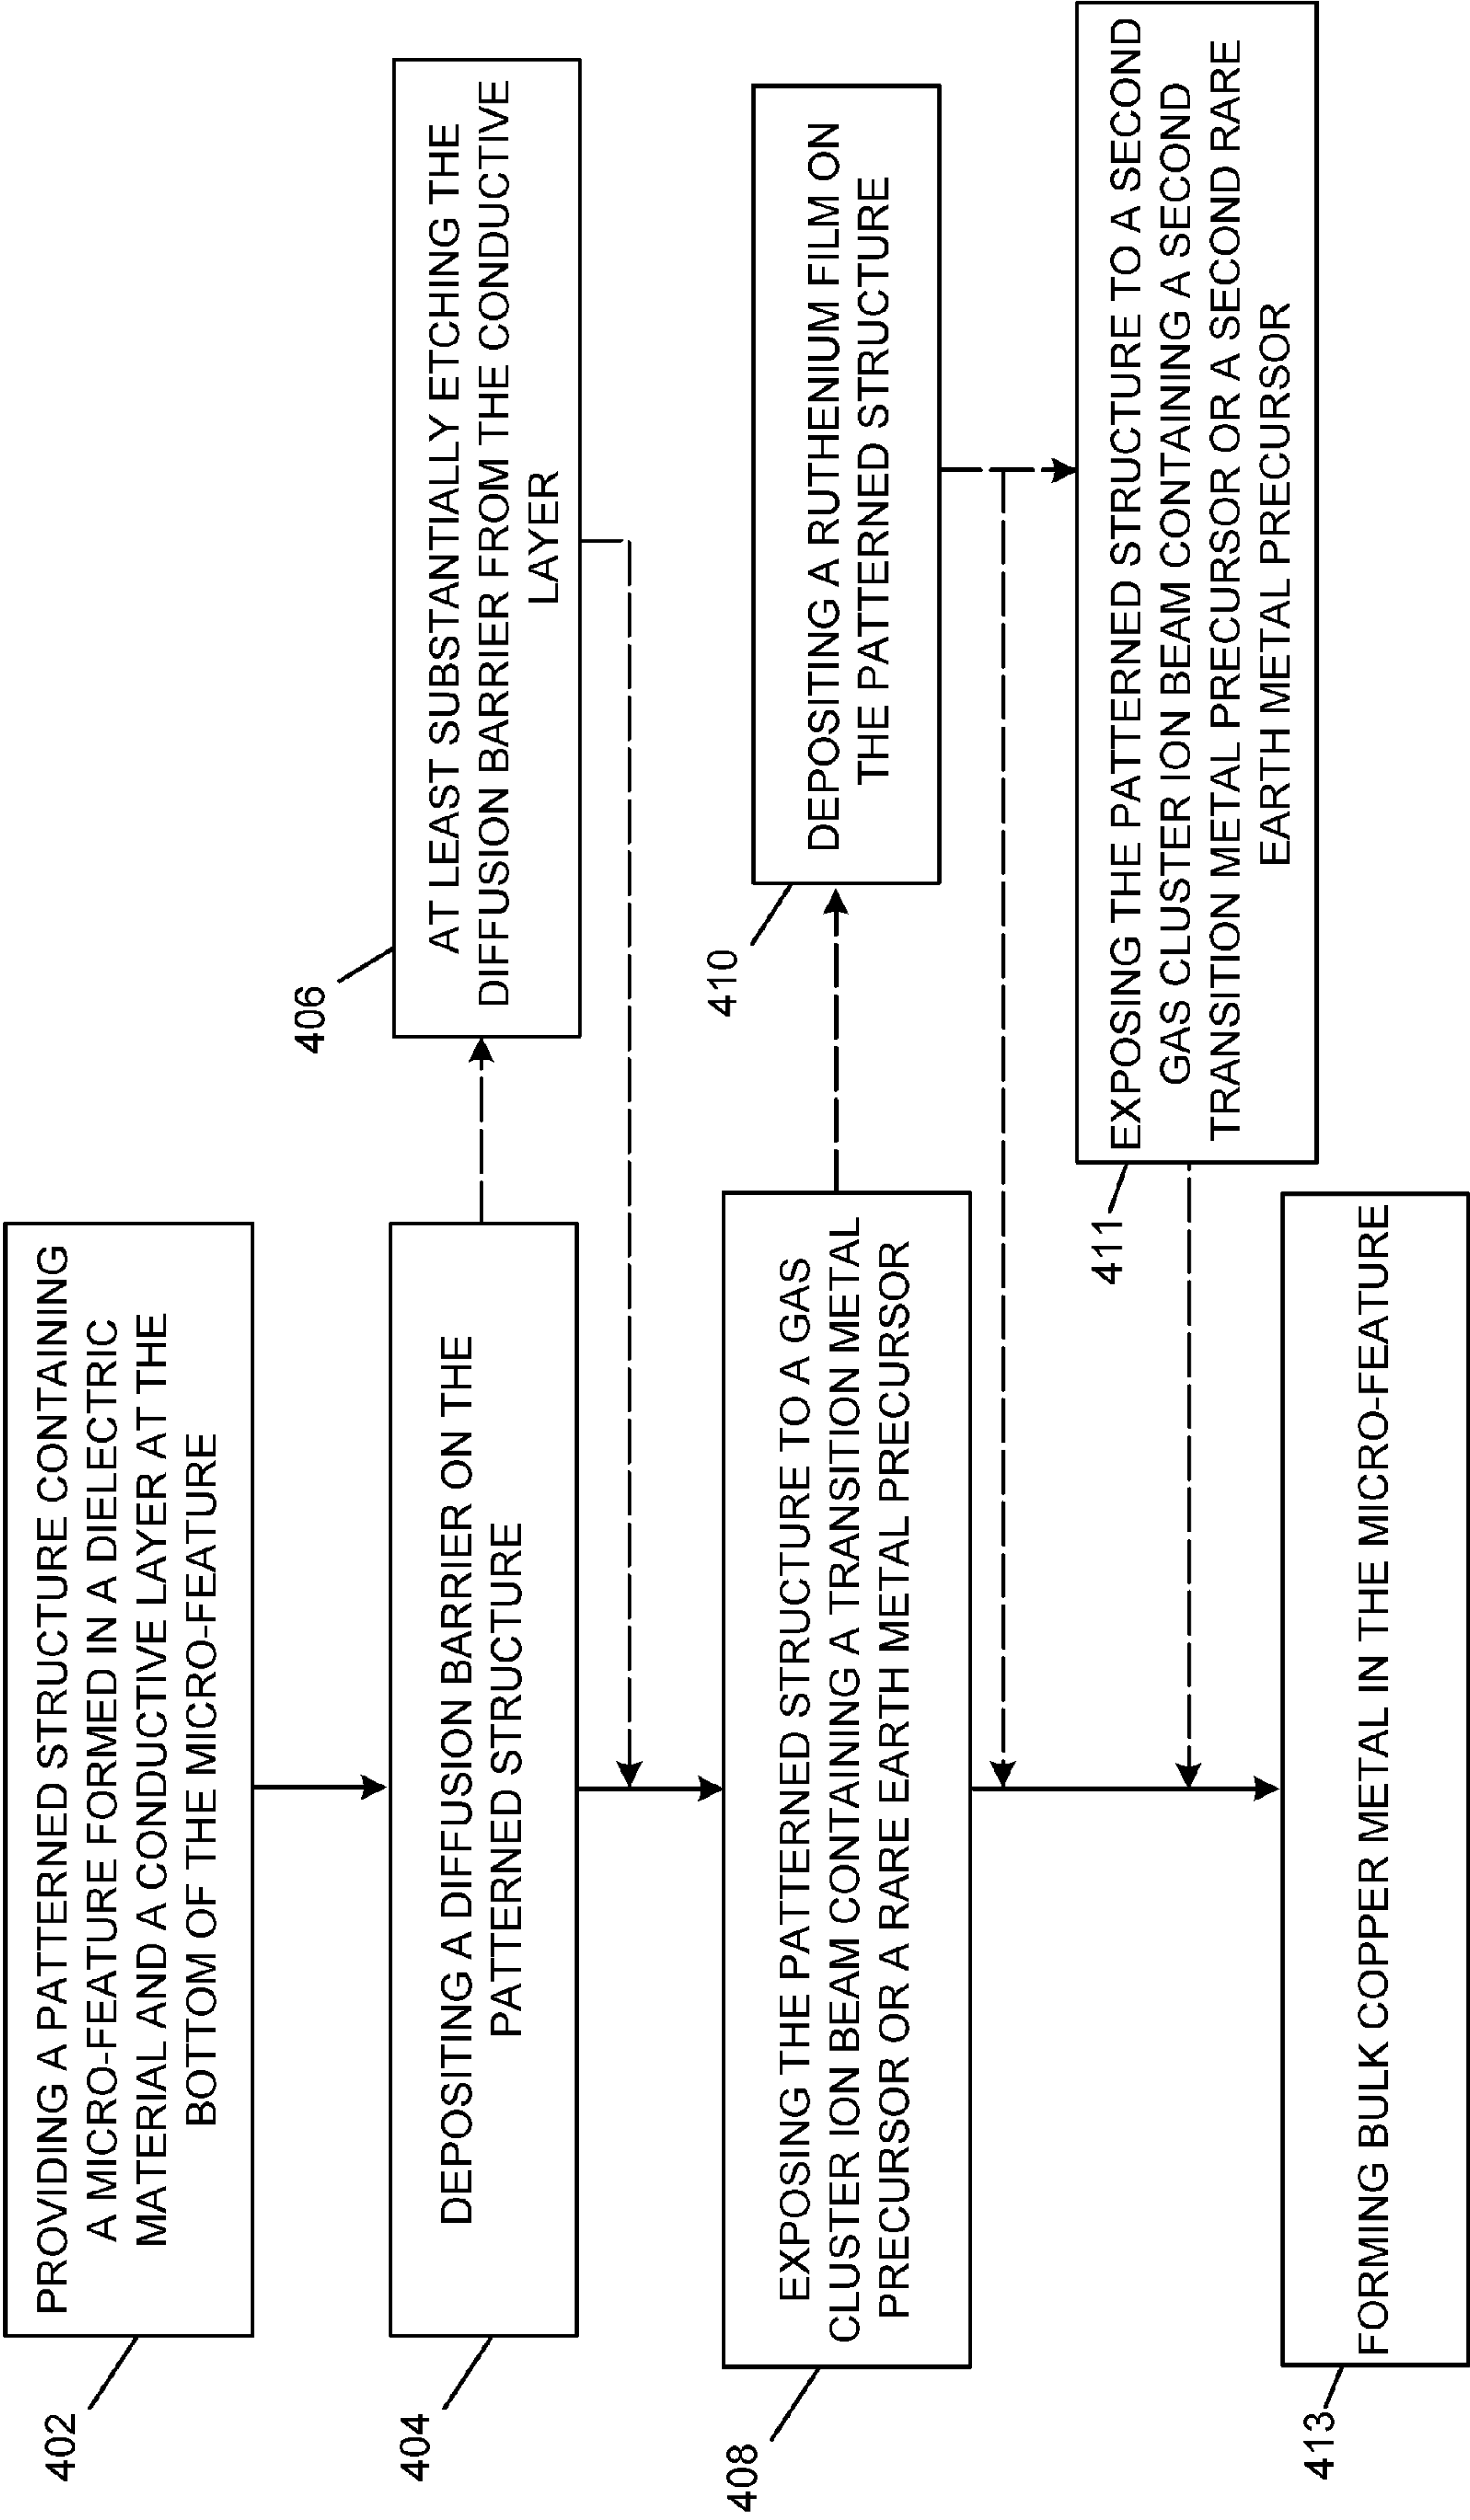 402
PROVIDING A PATTERNED STRUCTURE CONTAINING
A MICRO-FEATURE FORMED IN A DIELECTRIC
MATERIAL AND A CONDUCTIVE LAYER AT THE
BOTTOM OF THE MICRO-FEATURE
404
DEPOSITING A DIFFUSION BARRIER ON THE
PATTERNED STRUCTURE
406
AT LEAST SUBSTANTIALLY ETCHING THE
DIFFUSION BARRIER FROM THE CONDUCTIVE
LAYER
408
EXPOSING THE PATTERNED STRUCTURE TO A GAS
CLUSTER ION BEAM CONTAINING A TRANSITION METAL
PRECURSOR OR A RARE EARTH METAL PRECURSOR
410
DEPOSITING A RUTHENIUM FILM ON
THE PATTERNED STRUCTURE
411
EXPOSING THE PATTERNED STRUCTURE TO A SECOND
GAS CLUSTER ION BEAM CONTAINING A SECOND
TRANSITION METAL PRECURSOR OR A SECOND RARE
EARTH METAL PRECURSOR
413
FORMING BULK COPPER METAL IN THE MICRO-FEATURE